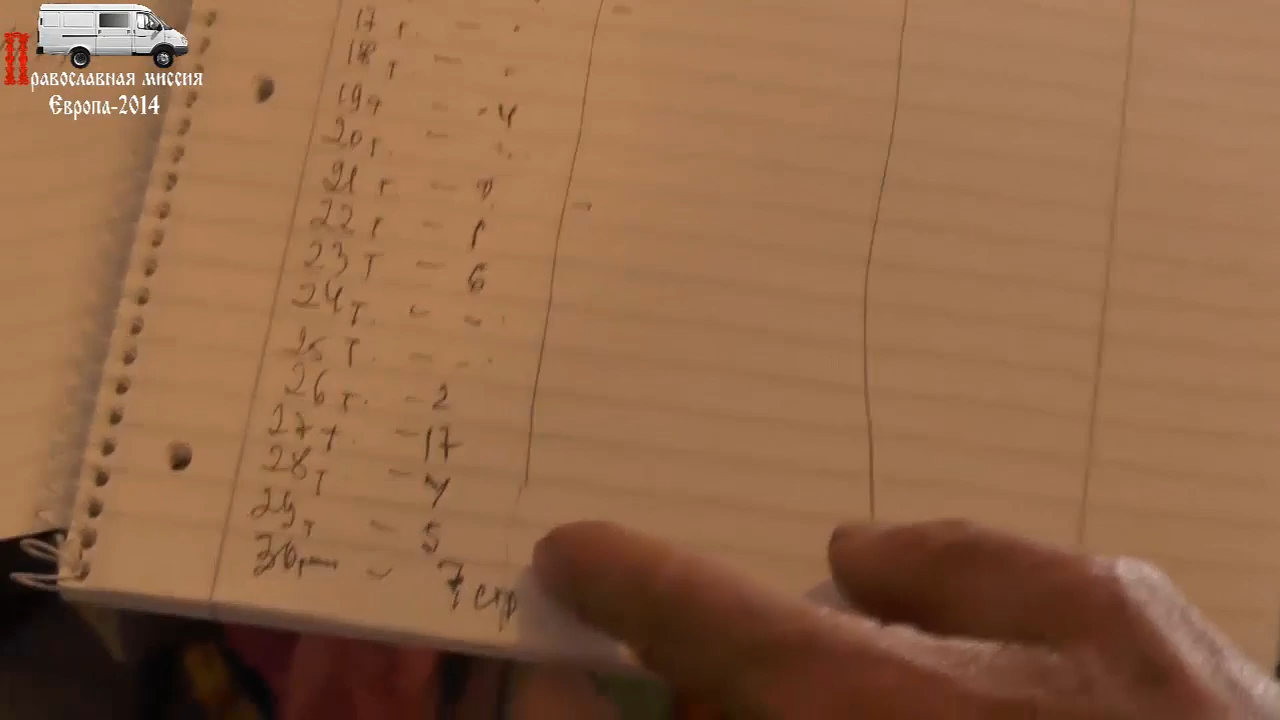 Православная миссия
Европа-2014
17 т. -
18 т -
19 т - 4
20 т. -
21 т -
22 т - 1
23 т - 6
24 т. -
25 т. -
26 т. - 2
27 т. - 17
28 т - 4
29 т - 5
30 - 7 стр